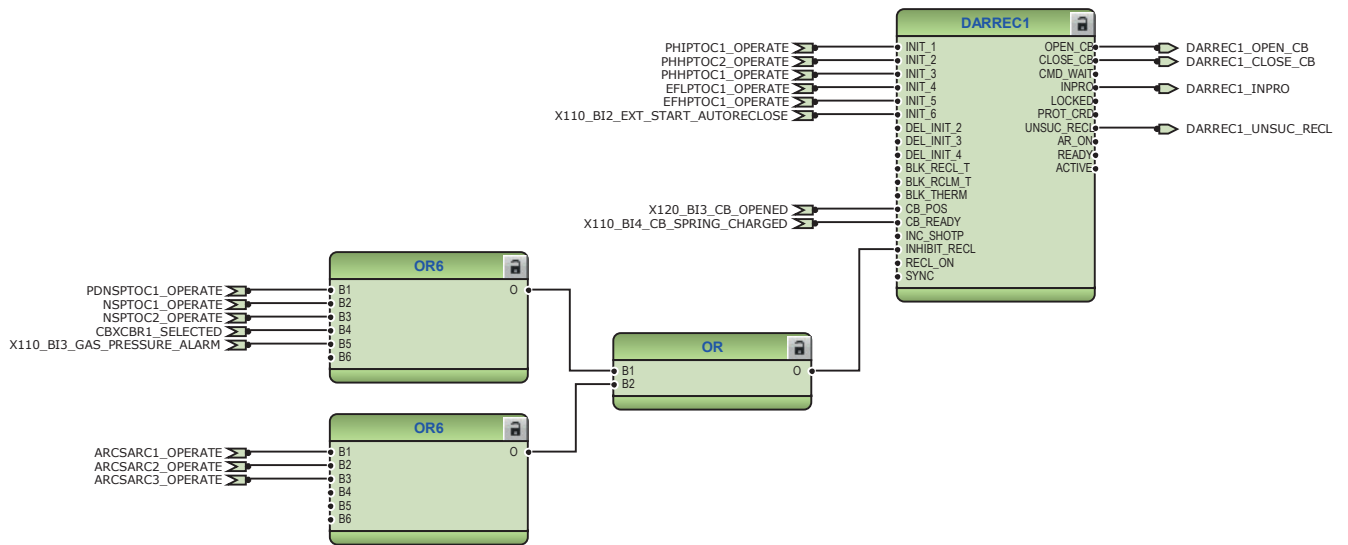 DARREC1
PHIPTOC1_OPERATE
PHHPTOC2_OPERATE
PHHPTOC1_OPERATE
EFLPTOC1_OPERATE
EFHPTOC1_OPERATE
X110_BI2_EXT_START_AUTORECLOSE
X120_BI3_CB_OPENED
X110_BI4_CB_SPRING_CHARGED
INIT_1
INIT_2
INIT_3
INIT_4
INIT_5
INIT_6
DEL_INIT_2
DEL_INIT_3
DEL_INIT_4
BLK_RECL_T
BLK_RCLM_T
BLK_THERM
CB_POS
CB_READY
INC_SHOTP
INHIBIT_RECL
RECL_ON
SYNC
OPEN_CB
CLOSE_CB
CMD_WAIT
INPRO
LOCKED
PROT_CRD
UNSUC_RECL
AR_ON
READY
ACTIVE
DARREC1_OPEN_CB
DARREC1_CLOSE_CB
DARREC1_INPRO
DARREC1_UNSUC_RECL
OR6
PDNSPTOC1_OPERATE
NSPTOC1_OPERATE
NSPTOC2_OPERATE
CBXCBR1_SELECTED
X110_BI3_GAS_PRESSURE_ALARM
B1
B2
B3
B4
B5
B6
O
OR
B1
B2
O
OR6
ARCSARC1_OPERATE
ARCSARC2_OPERATE
ARCSARC3_OPERATE
B1
B2
B3
B4
B5
B6
O